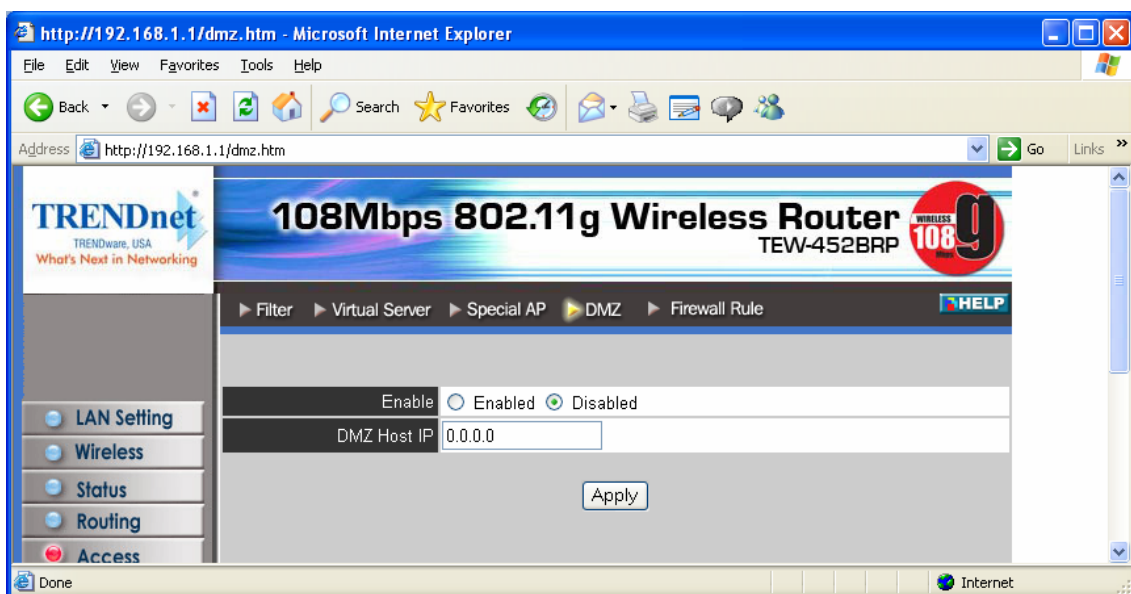 http://192.168.1.1/dmz.htm - Microsoft Internet Explorer
File Edit View Favorites Tools Help
Back Search Favorites
Address http://192.168.1.1/dmz.htm Go Links »
TRENDnet
TRENDware, USA
What's Next in Networking
108Mbps 802.11g Wireless Router
TEW-452BRP
WIRELESS
108
Mbps
g
Filter Virtual Server Special AP DMZ Firewall Rule HELP
Enable Enabled Disabled
DMZ Host IP 0.0.0.0
Apply
LAN Setting
Wireless
Status
Routing
Access
Done Internet